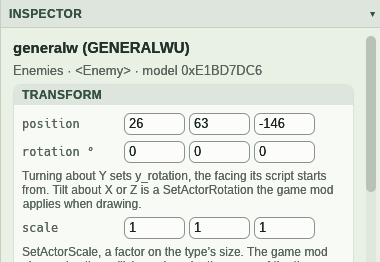 INSPECTOR
generalw (GENERALWU)
Enemies · <Enemy> · model 0xE1BD7DC6
TRANSFORM
position 26 63 -146
rotation ° 0 0 0
Turning about Y sets y_rotation, the facing its script starts
from. Tilt about X or Z is a SetActorRotation the game mod
applies when drawing.
scale 1 1 1
SetActorScale, a factor on the type's size. The game mod